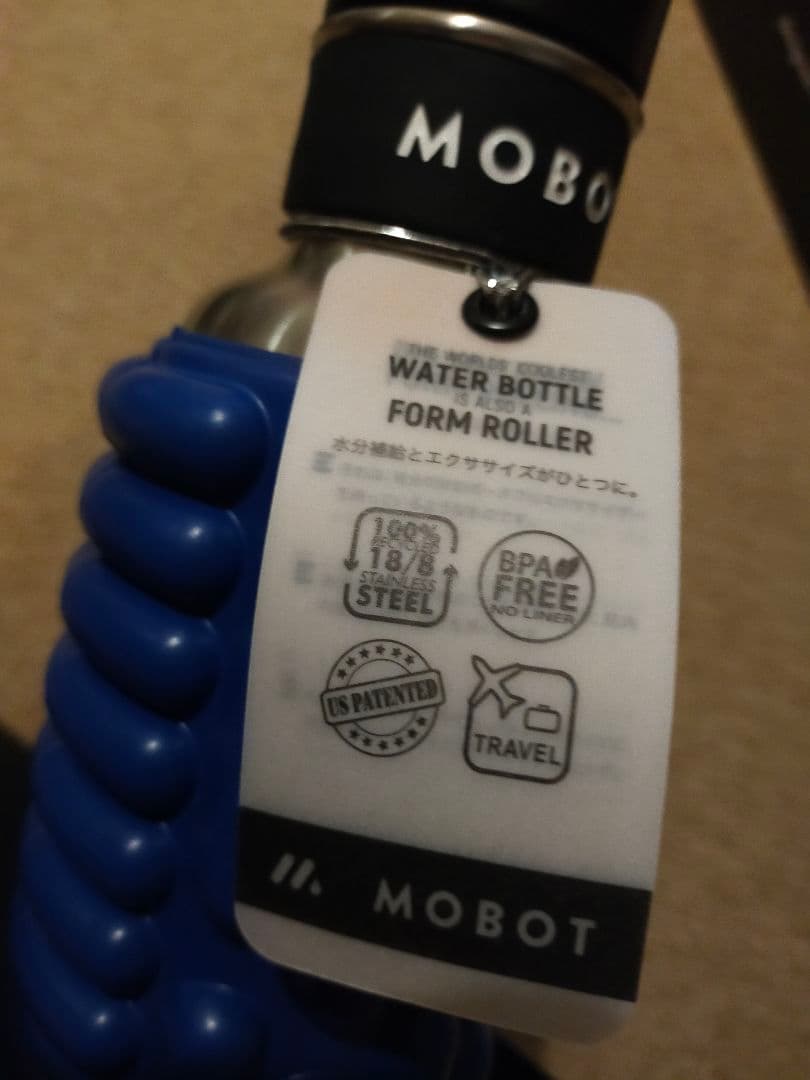 MOBO
THE WORLDS COOLEST
WATER BOTTLE
IS ALSO A
FORM ROLLER
水分補給とエクササイズがひとつに。
100%
RECYCLED
18/8
STAINLESS
STEEL
BPA
FREE
NO LINER
US PATENTED
TRAVEL
MOBOT